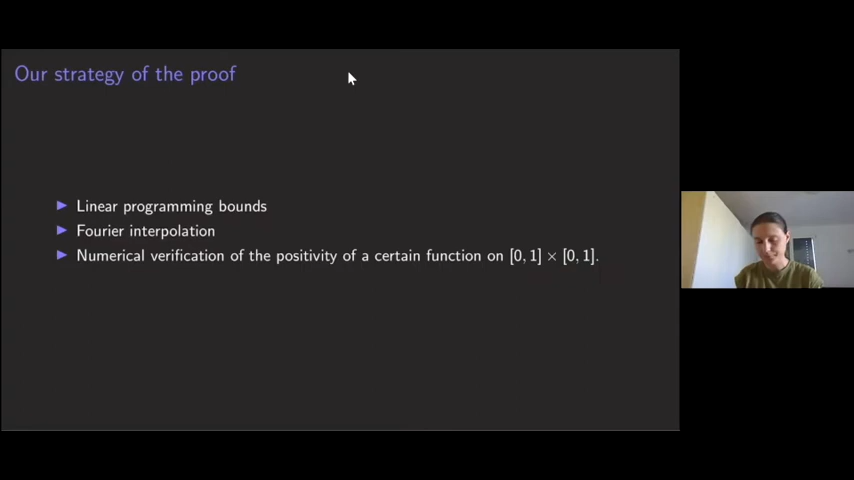 Our strategy of the proof
▶ Linear programming bounds
▶ Fourier interpolation
▶ Numerical verification of the positivity of a certain function on [0, 1] × [0, 1].